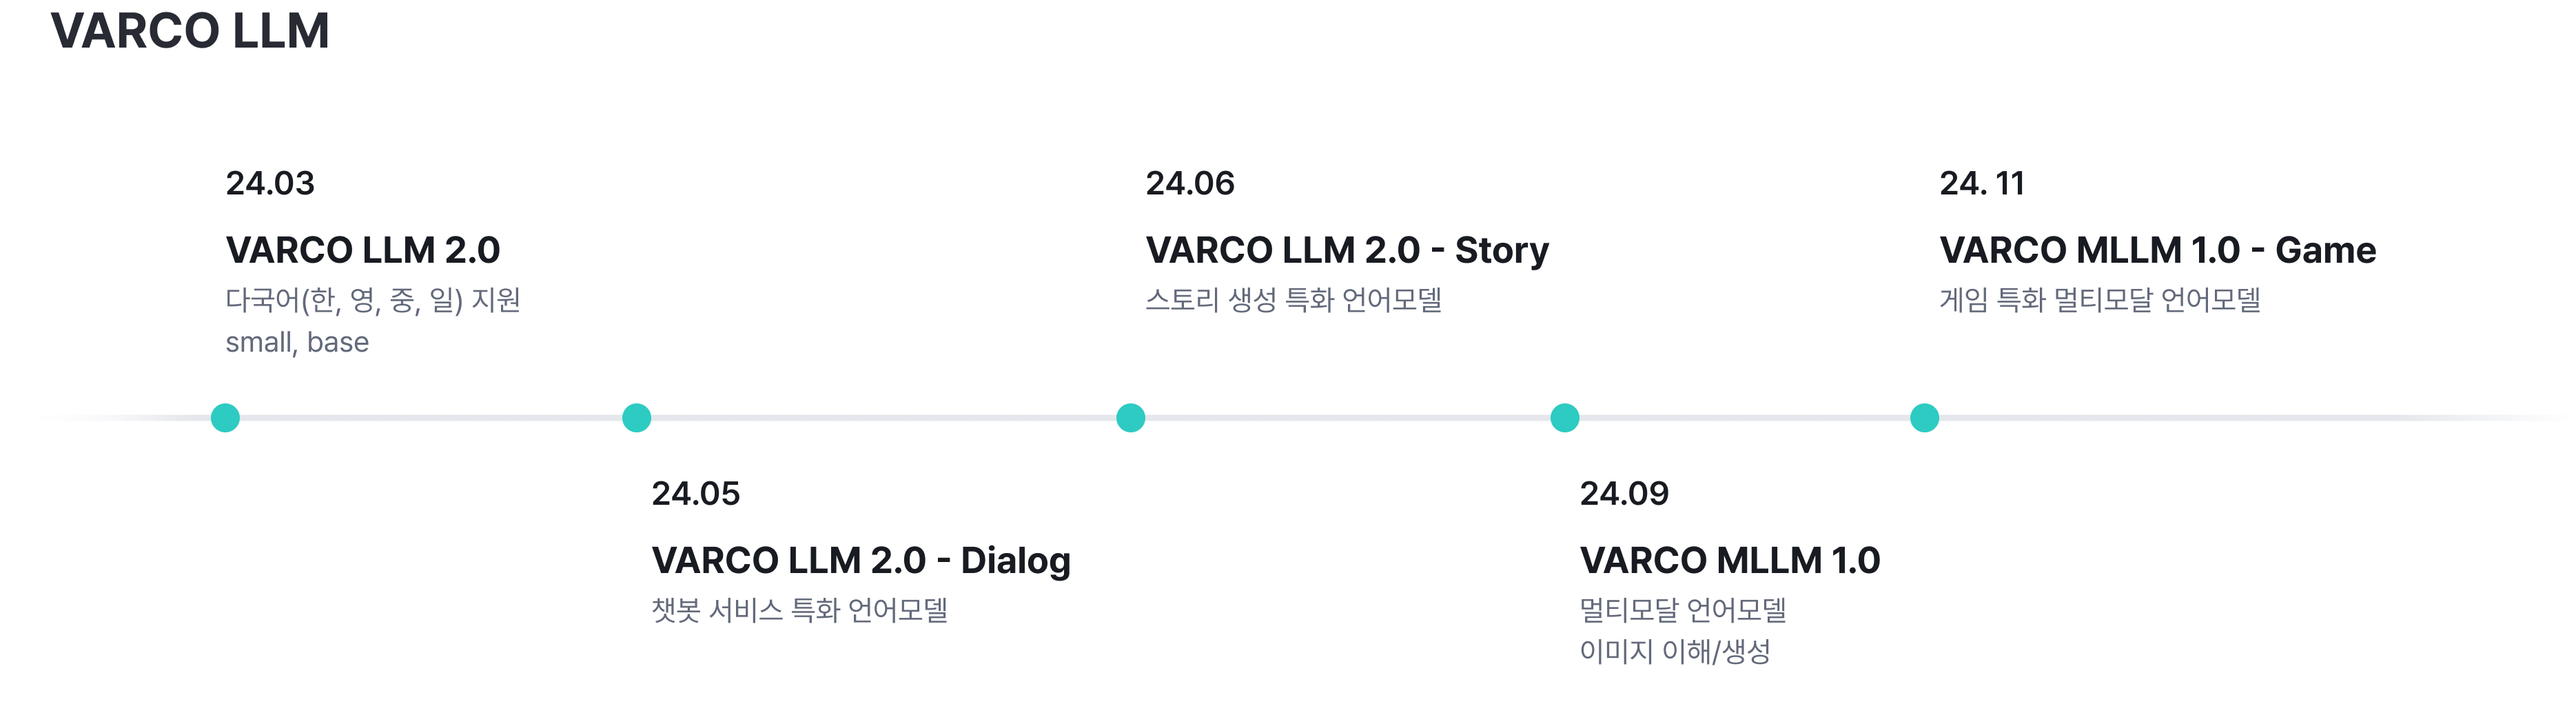 VARCO LLM
24.03
VARCO LLM 2.0
다국어(한, 영, 중, 일) 지원
small, base
24.05
VARCO LLM 2.0 - Dialog
챗봇 서비스 특화 언어모델
24.06
VARCO LLM 2.0 - Story
스토리 생성 특화 언어모델
24.09
VARCO MLLM 1.0
멀티모달 언어모델
이미지 이해/생성
24. 11
VARCO MLLM 1.0 - Game
게임 특화 멀티모달 언어모델